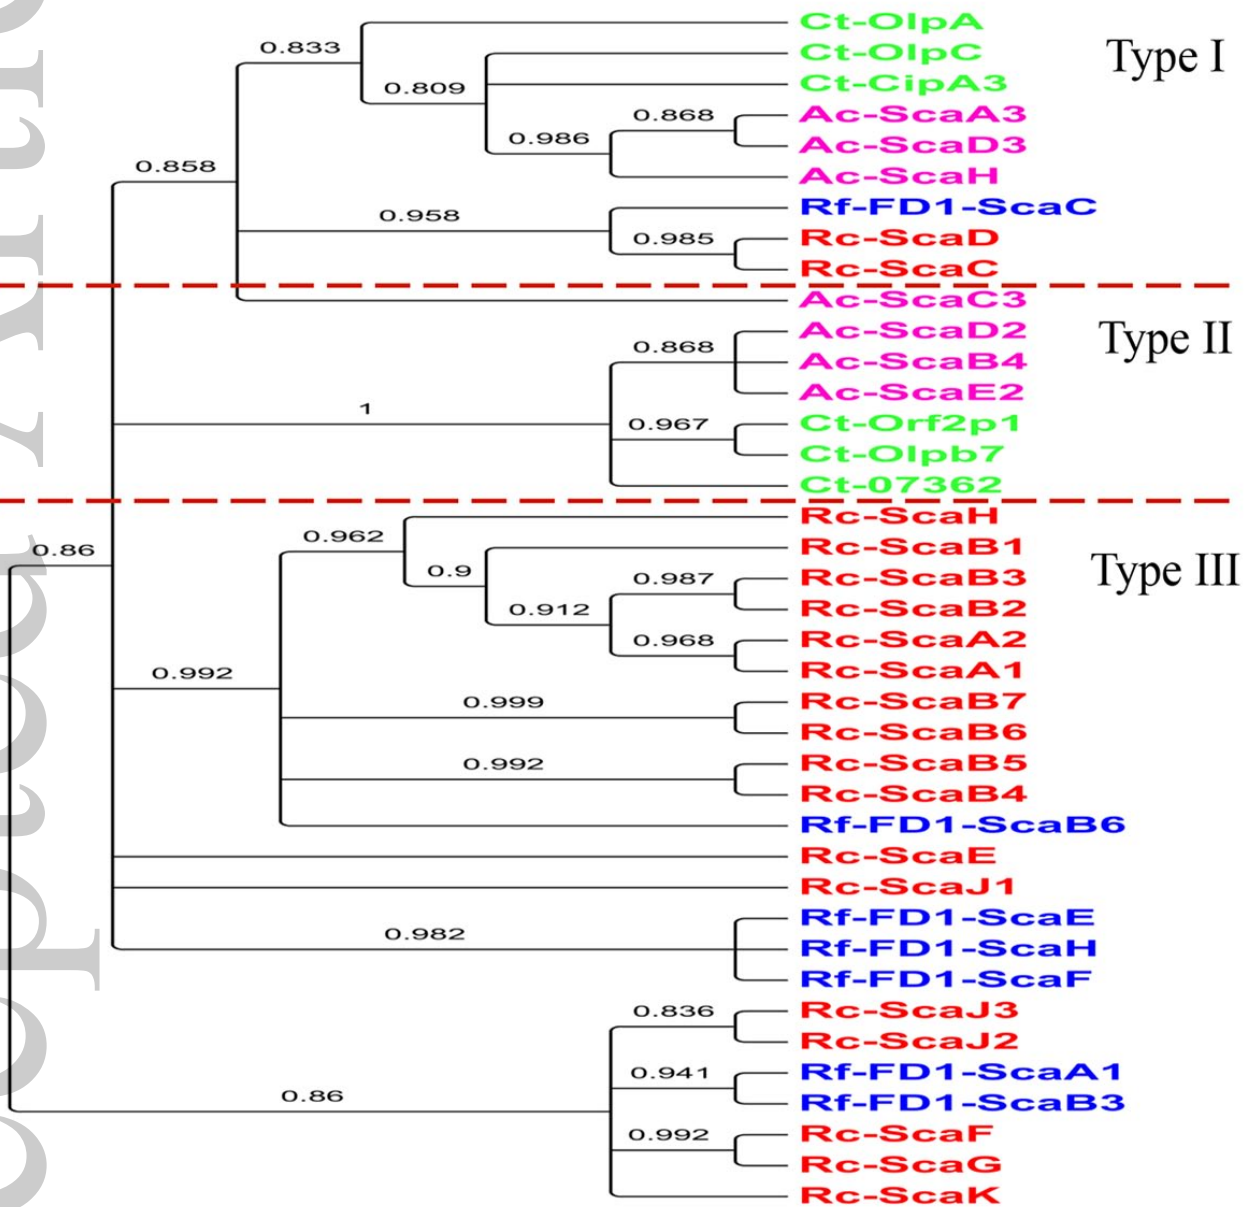 Ct-OlpA
0.833
Ct-OlpC
Type I
0.809
Ct-CipA3
0.868
Ac-ScaA3
0.986
Ac-ScaD3
0.858
Ac-ScaH
0.958
Rf-FD1-ScaC
0.985
Rc-ScaD
Rc-ScaC
Ac-ScaC3
Ac-ScaD2
Type II
0.868
Ac-ScaB4
Ac-ScaE2
1
0.967
Ct-Orf2p1
Ct-Olpb7
Ct-07362
Rc-ScaH
0.962
0.86
Rc-ScaB1
0.9
0.987
Rc-ScaB3
Type III
0.912
Rc-ScaB2
0.968
Rc-ScaA2
0.992
Rc-ScaA1
0.999
Rc-ScaB7
Rc-ScaB6
0.992
Rc-ScaB5
Rc-ScaB4
Rf-FD1-ScaB6
Rc-ScaE
Rc-ScaJ1
Rf-FD1-ScaE
0.982
Rf-FD1-ScaH
Rf-FD1-ScaF
0.836
Rc-ScaJ3
Rc-ScaJ2
0.941
Rf-FD1-ScaA1
0.86
Rf-FD1-ScaB3
0.992
Rc-ScaF
Rc-ScaG
Rc-ScaK